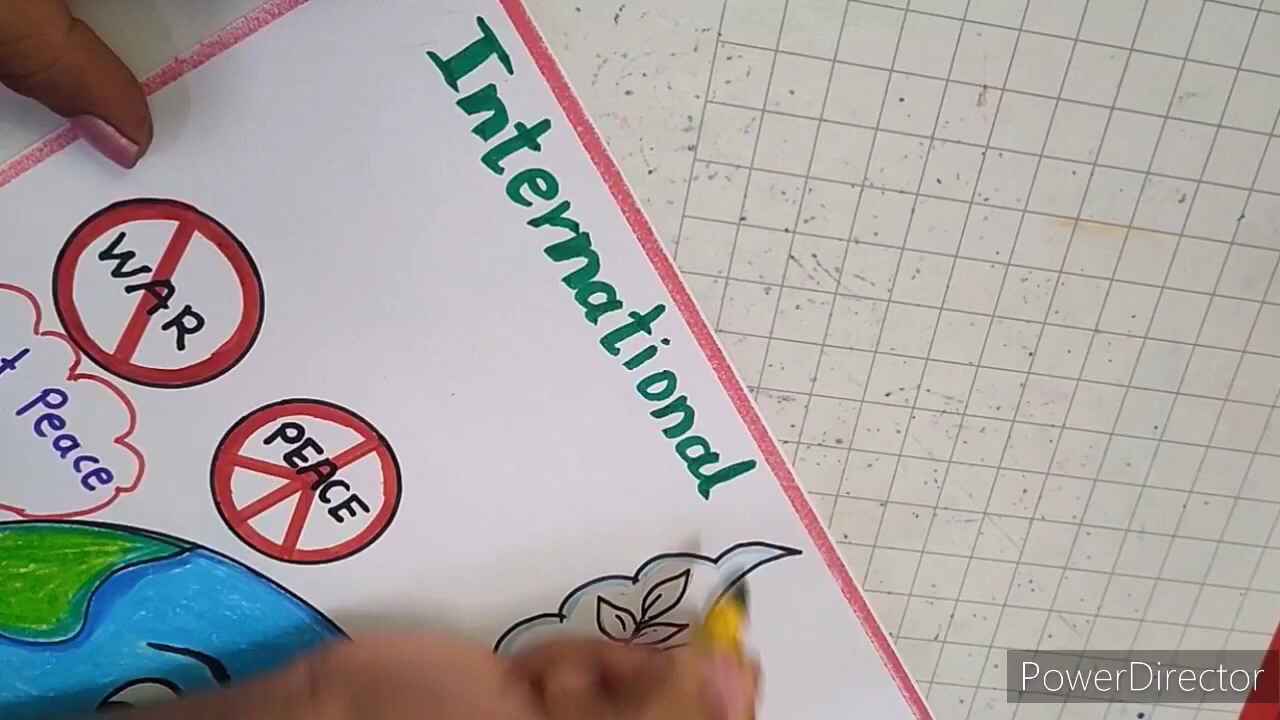 International
WAR
t Peace
PEACE
PowerDirector